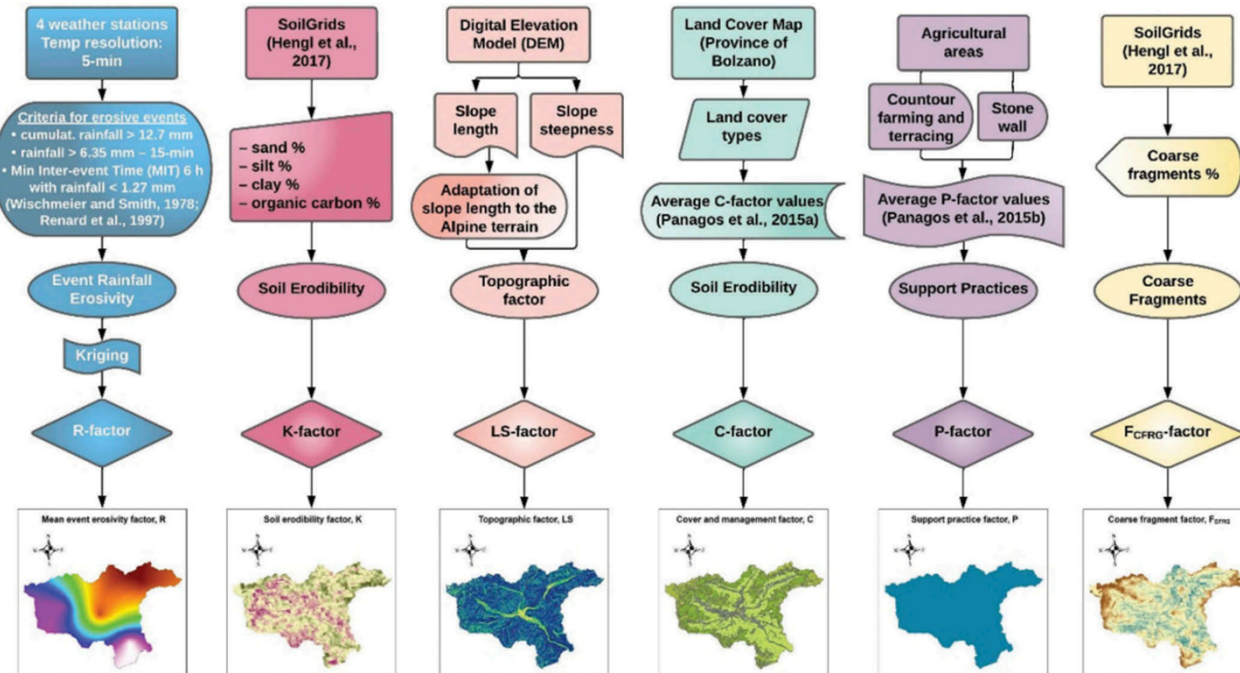 4 weather stations
Temp resolution:
5-min
Criteria for erosive events
• cumulat. rainfall > 12.7 mm
• rainfall > 6.35 mm – 15-min
• Min Inter-event Time (MIT) 6 h
with rainfall < 1.27 mm
(Wischmeier and Smith, 1978;
Renard et al., 1997)
Event Rainfall
Erosivity
Kriging
R-factor
Mean event erosivity factor, R
SoilGrids
(Hengl et al.,
2017)
– sand %
– silt %
– clay %
– organic carbon %
Soil Erodibility
K-factor
Soil erodibility factor, K
Digital Elevation
Model (DEM)
Slope
length
Slope
steepness
Adaptation of
slope length to the
Alpine terrain
Topographic
factor
LS-factor
Topographic factor, LS
Land Cover Map
(Province of
Bolzano)
Land cover
types
Average C-factor values
(Panagos et al., 2015a)
Soil Erodibility
C-factor
Cover and management factor, C
Agricultural
areas
Countour
farming and
terracing
Stone
wall
Average P-factor values
(Panagos et al., 2015b)
Support Practices
P-factor
Support practice factor, P
SoilGrids
(Hengl et al.,
2017)
Coarse
fragments %
Coarse
Fragments
FCFRG-factor
Coarse fragment factor, FCFRG